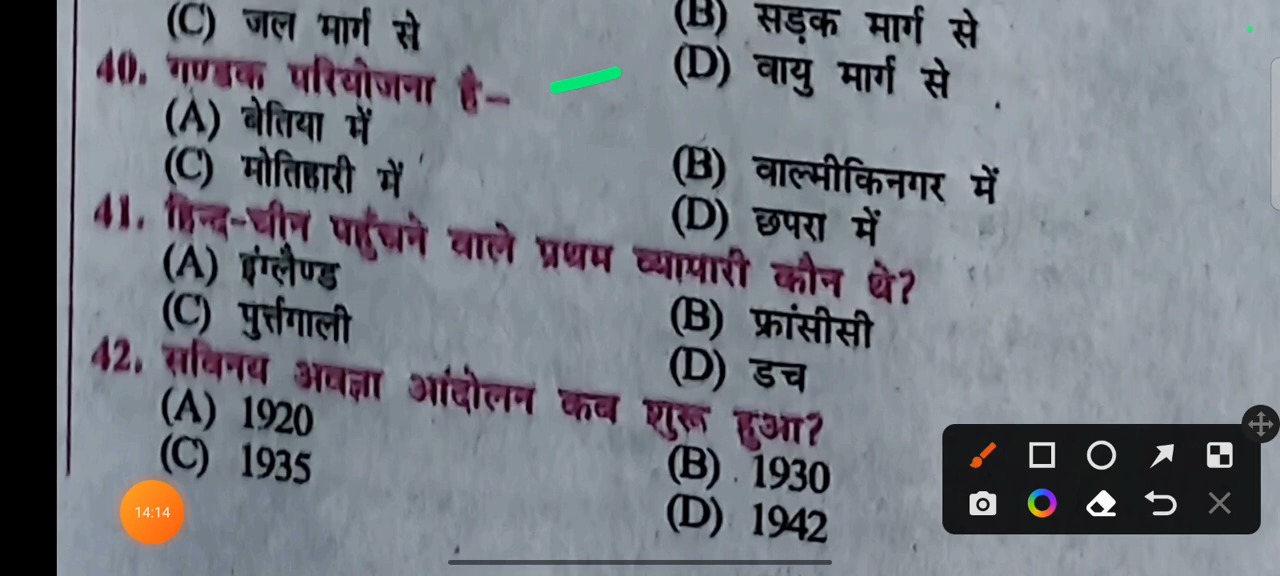 (C) जल मार्ग से (B) सड़क मार्ग से
(D) वायु मार्ग से
40. गण्डक परियोजना है–
(A) बेतिया में (B) वाल्मीकिनगर में
(C) मोतिहारी में (D) छपरा में
41. हिन्द-चीन पहुँचने वाले प्रथम व्यापारी कौन थे?
(A) इंग्लैण्ड (B) फ्रांसीसी
(C) पुर्त्तगाली (D) डच
42. सविनय अवज्ञा आंदोलन कब शुरू हुआ?
(A) 1920 (B) 1930
(C) 1935 (D) 1942
14:14